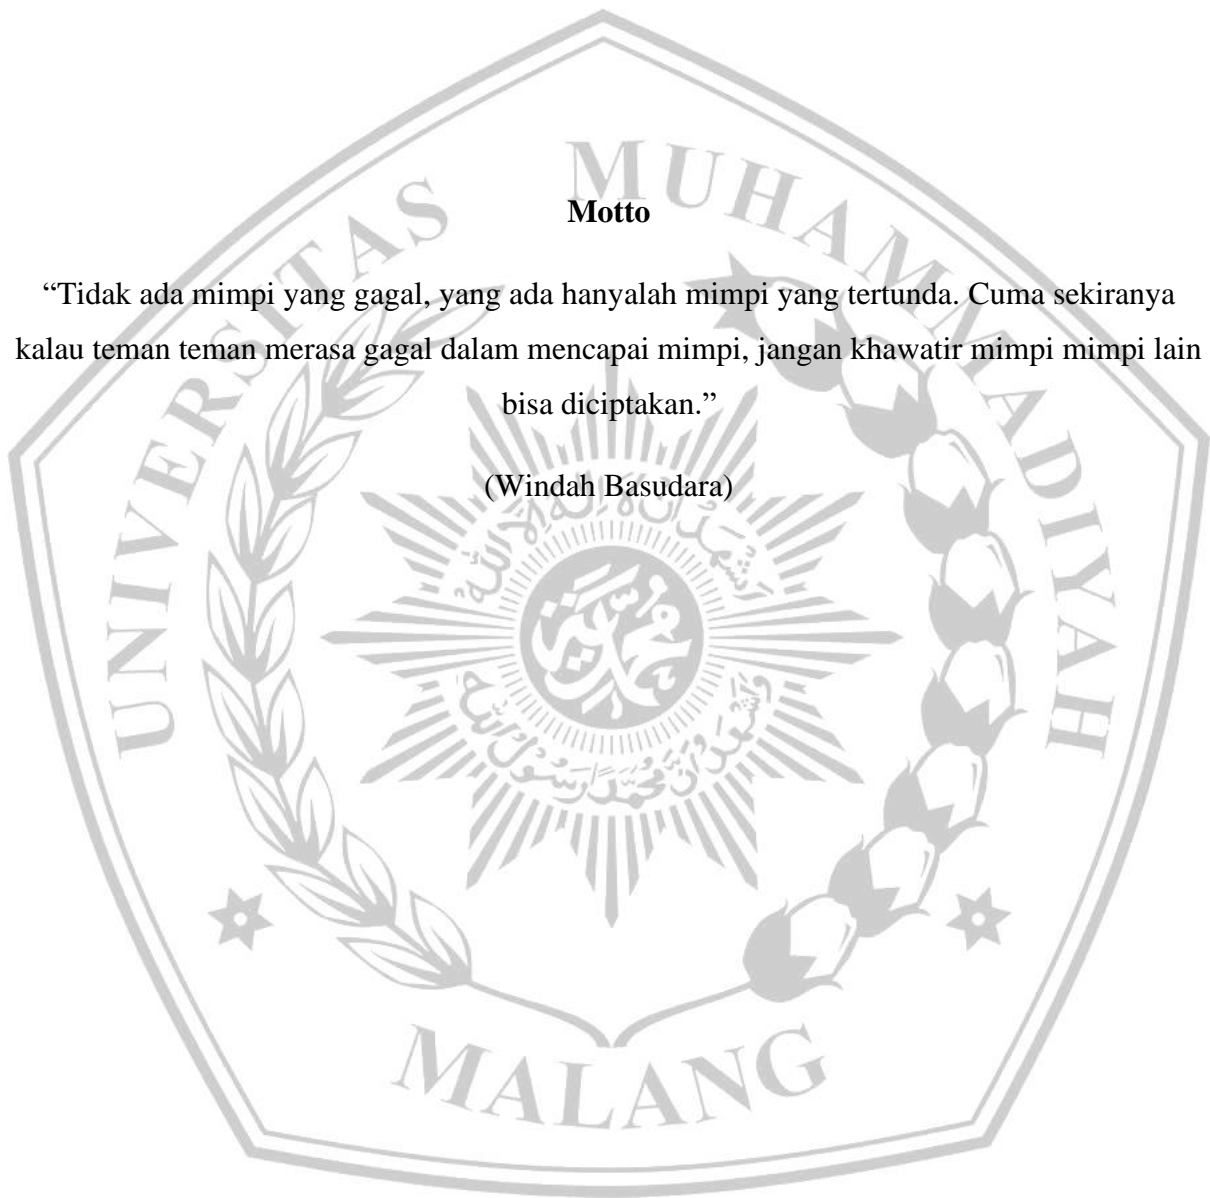 UNIVERSITAS MUHAMMADIYAH
Motto
“Tidak ada mimpi yang gagal, yang ada hanyalah mimpi yang tertunda. Cuma sekiranya
kalau teman teman merasa gagal dalam mencapai mimpi, jangan khawatir mimpi mimpi lain
bisa diciptakan.”
(Windah Basudara)
MALANG